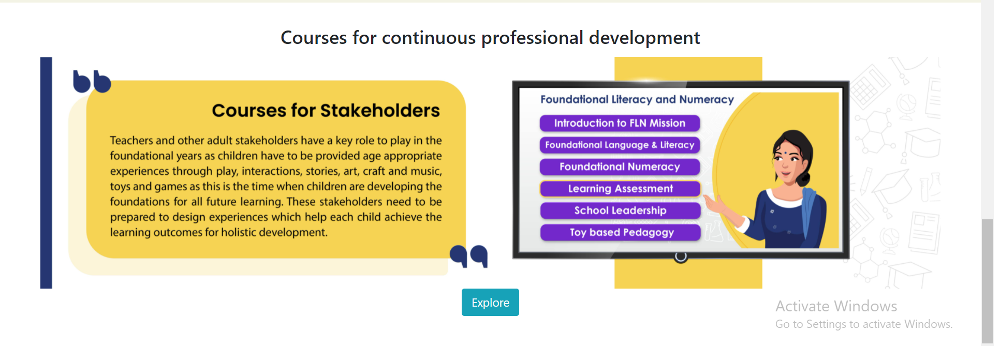 Courses for continuous professional development
Courses for Stakeholders
Teachers and other adult stakeholders have a key role to play in the
foundational years as children have to be provided age appropriate
experiences through play, interactions, stories, art, craft and music,
toys and games as this is the time when children are developing the
foundations for all future learning. These stakeholders need to be
prepared to design experiences which help each child achieve the
learning outcomes for holistic development.
Foundational Literacy and Numeracy
Introduction to FLN Mission
Foundational Language & Literacy
Foundational Numeracy
Learning Assessment
School Leadership
Toy based Pedagogy
Explore
Activate Windows
Go to Settings to activate Windows.